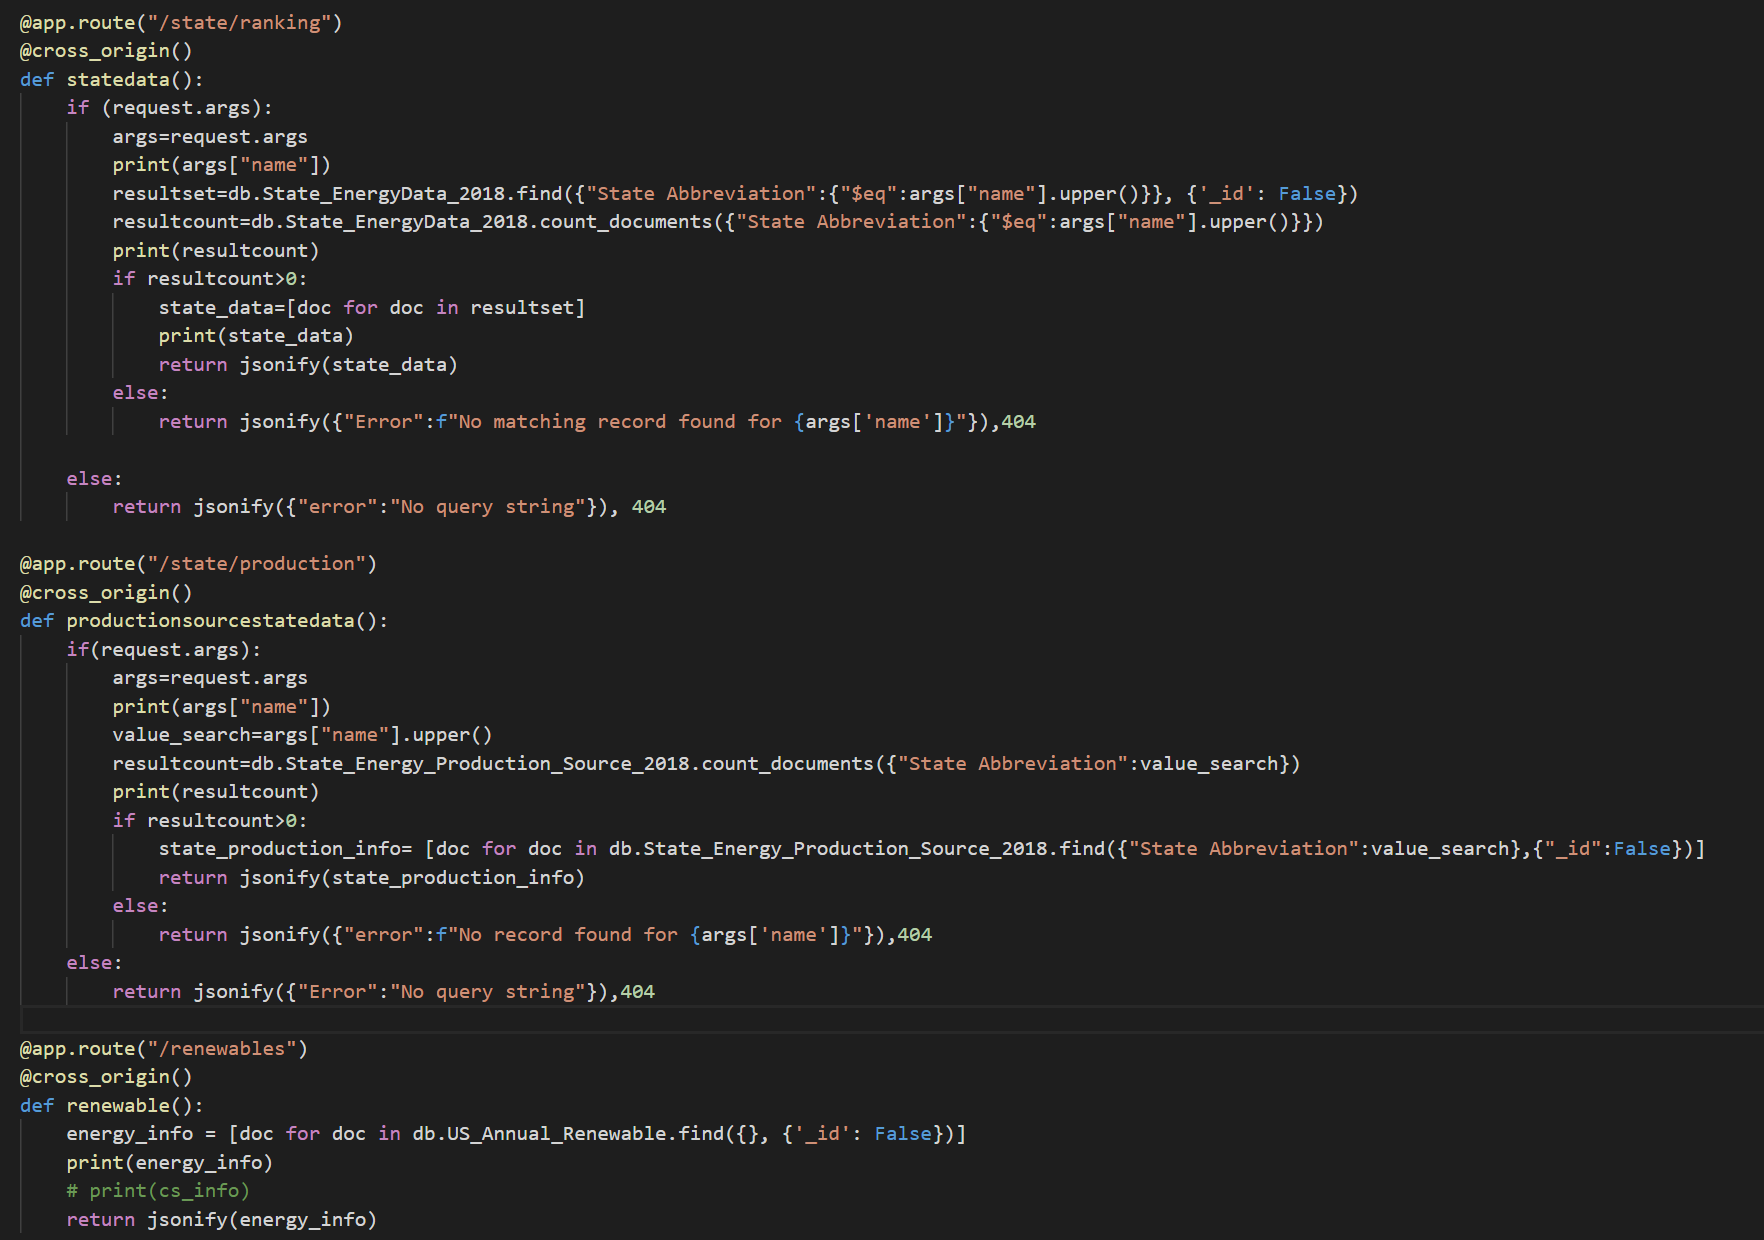 @app.route("/state/ranking")
@cross_origin()
def statedata():
    if (request.args):
        args=request.args
        print(args["name"])
        resultset=db.State_EnergyData_2018.find({"State Abbreviation":{"$eq":args["name"].upper()}}, {'_id': False})
        resultcount=db.State_EnergyData_2018.count_documents({"State Abbreviation":{"$eq":args["name"].upper()}})
        print(resultcount)
        if resultcount>0:
            state_data=[doc for doc in resultset]
            print(state_data)
            return jsonify(state_data)
        else:
            return jsonify({"Error":f"No matching record found for {args['name']}"}),404
    else:
        return jsonify({"error":"No query string"}), 404
@app.route("/state/production")
@cross_origin()
def productionsourcestatedata():
    if(request.args):
        args=request.args
        print(args["name"])
        value_search=args["name"].upper()
        resultcount=db.State_Energy_Production_Source_2018.count_documents({"State Abbreviation":value_search})
        print(resultcount)
        if resultcount>0:
            state_production_info= [doc for doc in db.State_Energy_Production_Source_2018.find({"State Abbreviation":value_search},{"_id":False})]
            return jsonify(state_production_info)
        else:
            return jsonify({"error":f"No record found for {args['name']}"}),404
    else:
        return jsonify({"Error":"No query string"}),404
@app.route("/renewables")
@cross_origin()
def renewable():
    energy_info = [doc for doc in db.US_Annual_Renewable.find({}, {'_id': False})]
    print(energy_info)
    # print(cs_info)
    return jsonify(energy_info)